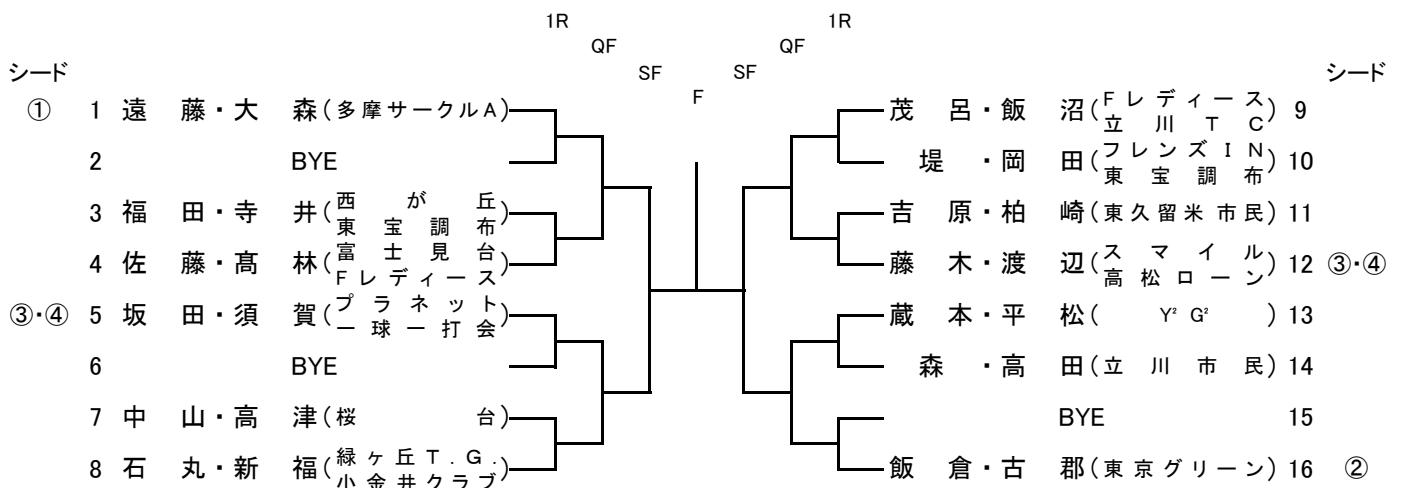 1R 1R
QF QF
SF SF
シード シード
F
① 1 遠藤・大森(多摩サークルA)
2 BYE
3 福田・寺井(西が丘
東宝調布)
4 佐藤・髙林(富士見台
Fレディース)
③・④ 5 坂田・須賀(プラネット
一球一打会)
6 BYE
7 中山・高津(桜台)
8 石丸・新福(緑ヶ丘T.G.
小金井クラブ)
茂呂・飯沼(Fレディース
立川TC) 9
堤・岡田(フレンズIN
東宝調布) 10
吉原・柏崎(東久留米市民) 11
藤木・渡辺(スマイル
高松ローン) 12 ③・④
蔵本・平松(Y² G²) 13
森・高田(立川市民) 14
BYE 15
飯倉・古郡(東京グリーン) 16 ②